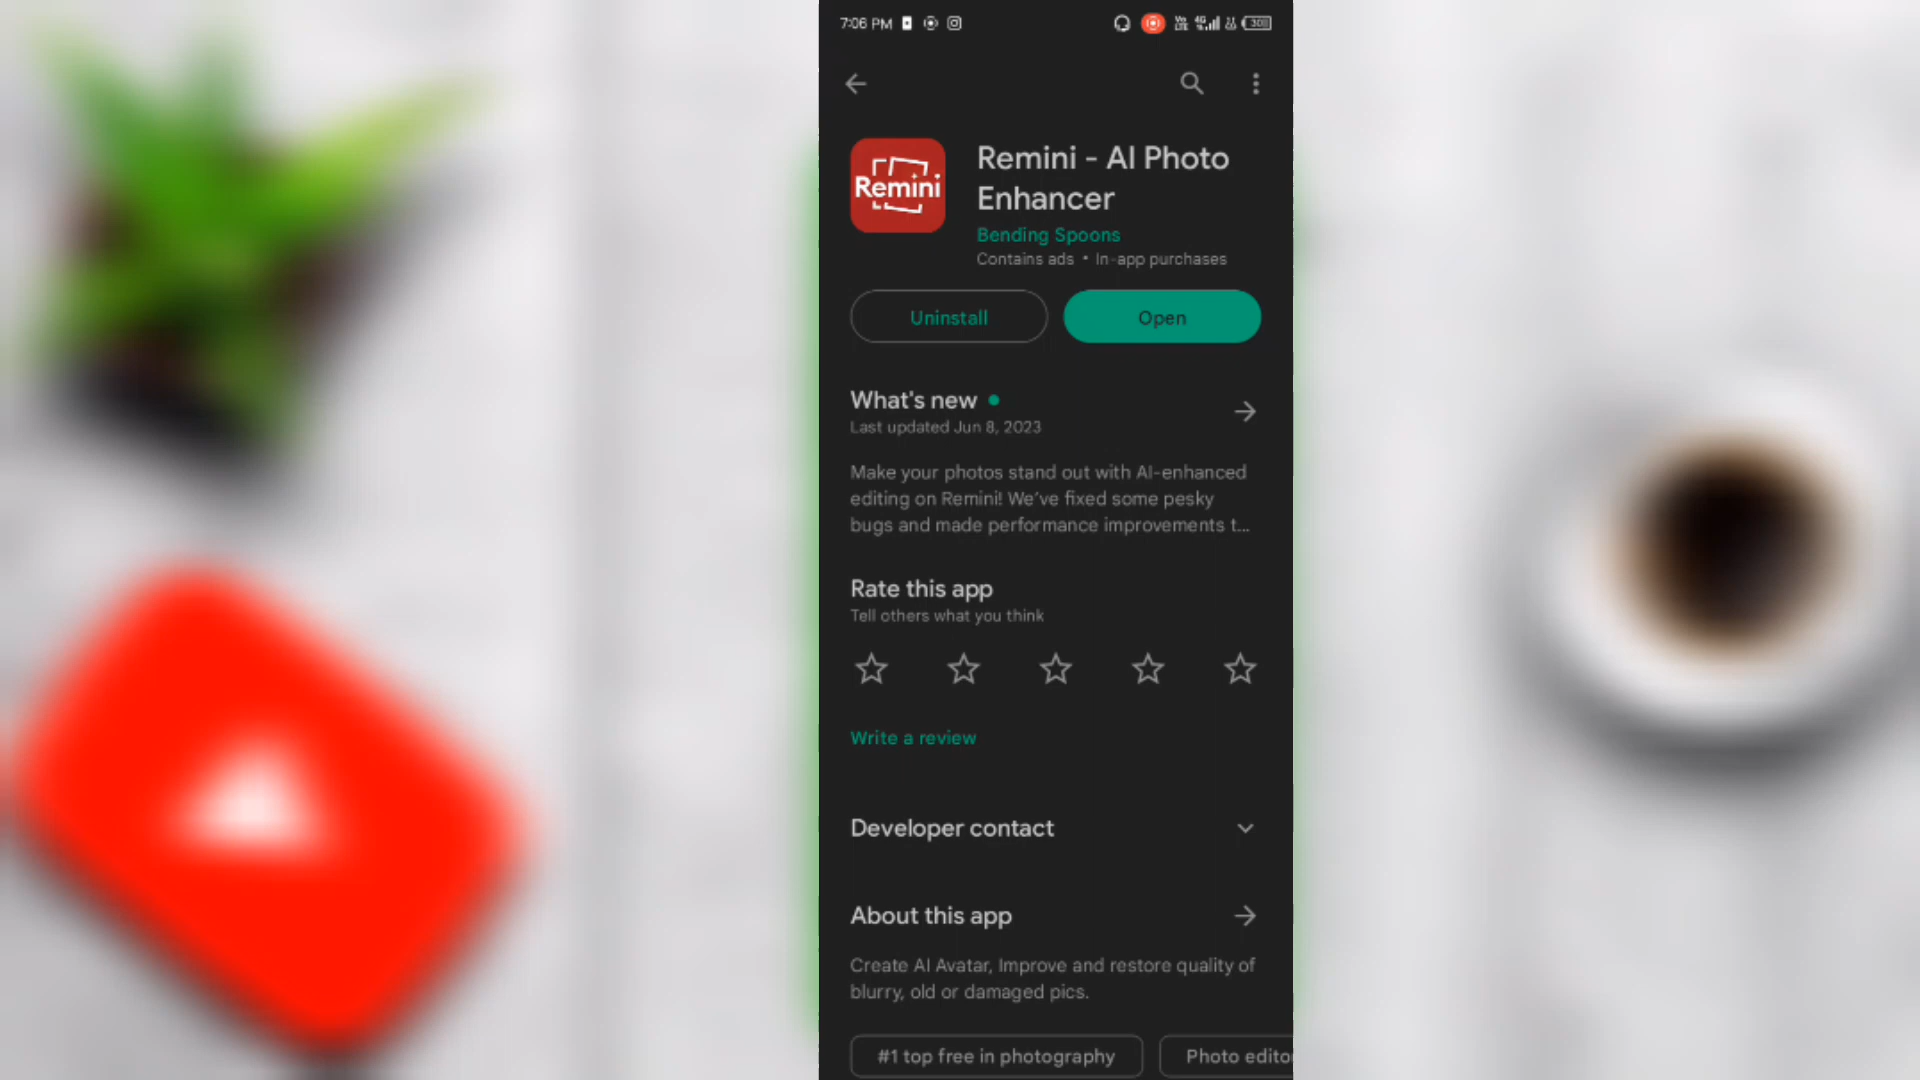 7:06 PM
30
Remini
Remini - AI Photo
Enhancer
Bending Spoons
Contains ads • In-app purchases
Uninstall
Open
What's new
Last updated Jun 8, 2023
Make your photos stand out with AI-enhanced
editing on Remini! We've fixed some pesky
bugs and made performance improvements t...
Rate this app
Tell others what you think
Write a review
Developer contact
About this app
Create AI Avatar, Improve and restore quality of
blurry, old or damaged pics.
#1 top free in photography
Photo edito